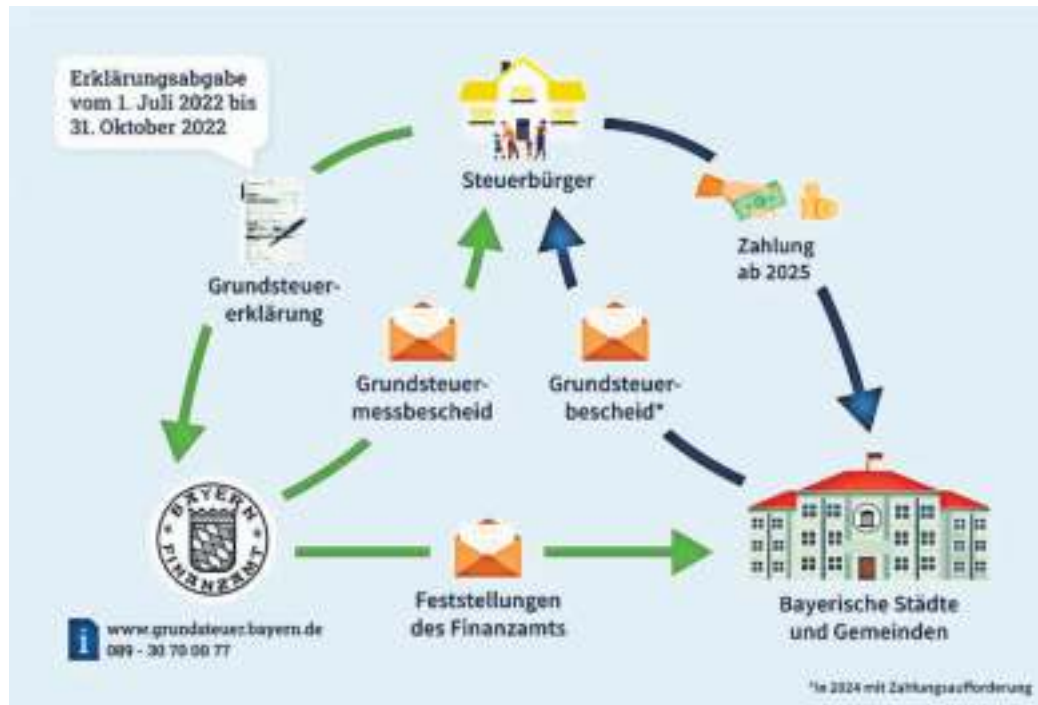 Erklärungsabgabe
vom 1. Juli 2022 bis
31. Oktober 2022
Steuerbürger
Grundsteuer-
erklärung
Zahlung
ab 2025
Grundsteuer-
messbescheid
Grundsteuer-
bescheid*
BAYERN
FINANZAMT
Feststellungen
des Finanzamts
Bayerische Städte
und Gemeinden
i www.grundsteuer.bayern.de
089 - 30 70 00 77
*In 2024 mit Zahlungsaufforderung